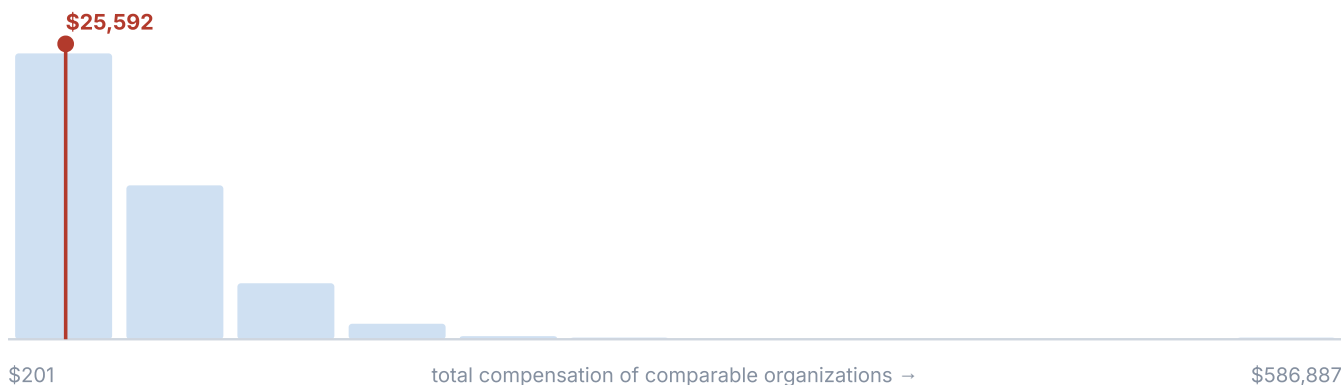 $25,592
$201
total compensation of comparable organizations →
$586,887